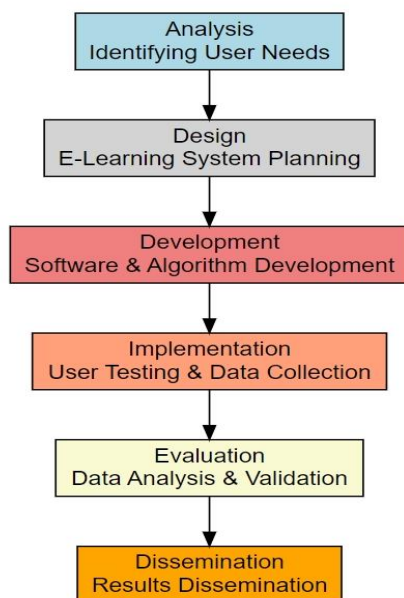 Analysis
Identifying User Needs
Design
E-Learning System Planning
Development
Software & Algorithm Development
Implementation
User Testing & Data Collection
Evaluation
Data Analysis & Validation
Dissemination
Results Dissemination